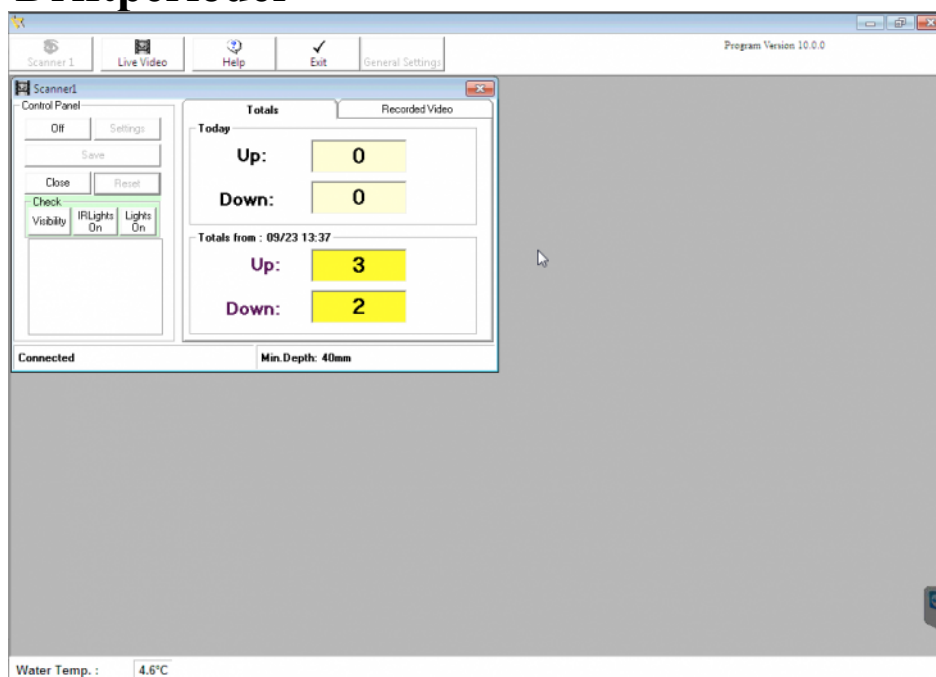 Driftperioder
Program Version 10.0.0
Scanner 1 Live Video Help Exit General Settings
Scanner1
Control Panel
Off Settings
Save
Close Reset
Check
Visibility IRLights On Lights On
Totals Recorded Video
Today
Up: 0
Down: 0
Totals from : 09/23 13:37
Up: 3
Down: 2
Connected Min.Depth: 40mm
Water Temp. : 4.6°C